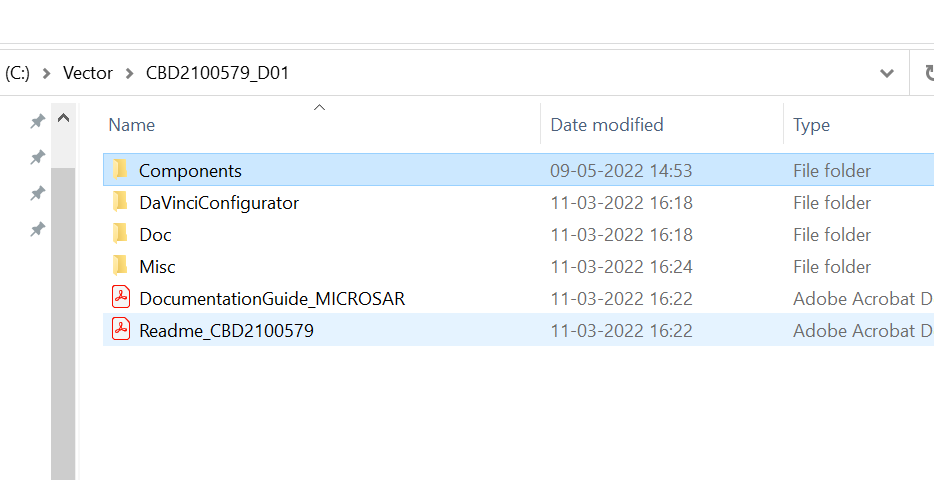 (C:) > Vector > CBD2100579_D01
Name Date modified Type
Components 09-05-2022 14:53 File folder
DaVinciConfigurator 11-03-2022 16:18 File folder
Doc 11-03-2022 16:18 File folder
Misc 11-03-2022 16:24 File folder
DocumentationGuide_MICROSAR 11-03-2022 16:22 Adobe Acrobat D
Readme_CBD2100579 11-03-2022 16:22 Adobe Acrobat D